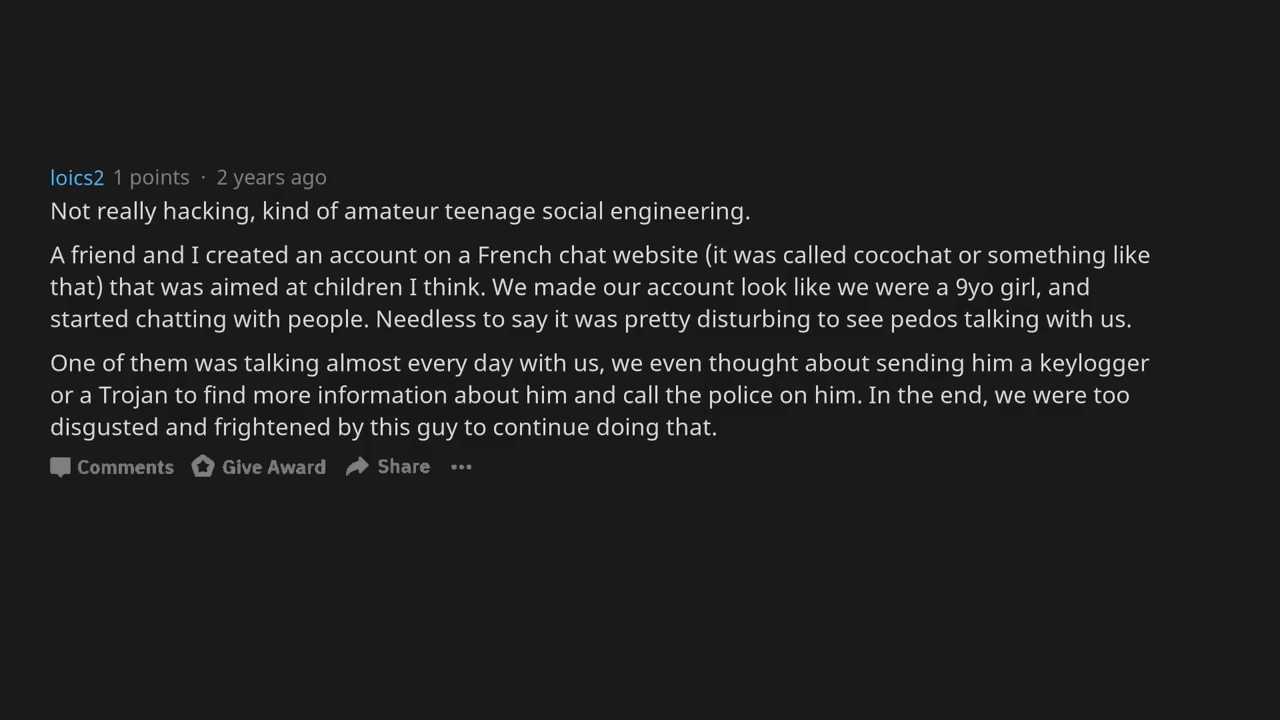 loics2 1 points · 2 years ago
Not really hacking, kind of amateur teenage social engineering.
A friend and I created an account on a French chat website (it was called cocochat or something like
that) that was aimed at children I think. We made our account look like we were a 9yo girl, and
started chatting with people. Needless to say it was pretty disturbing to see pedos talking with us.
One of them was talking almost every day with us, we even thought about sending him a keylogger
or a Trojan to find more information about him and call the police on him. In the end, we were too
disgusted and frightened by this guy to continue doing that.
Comments Give Award Share